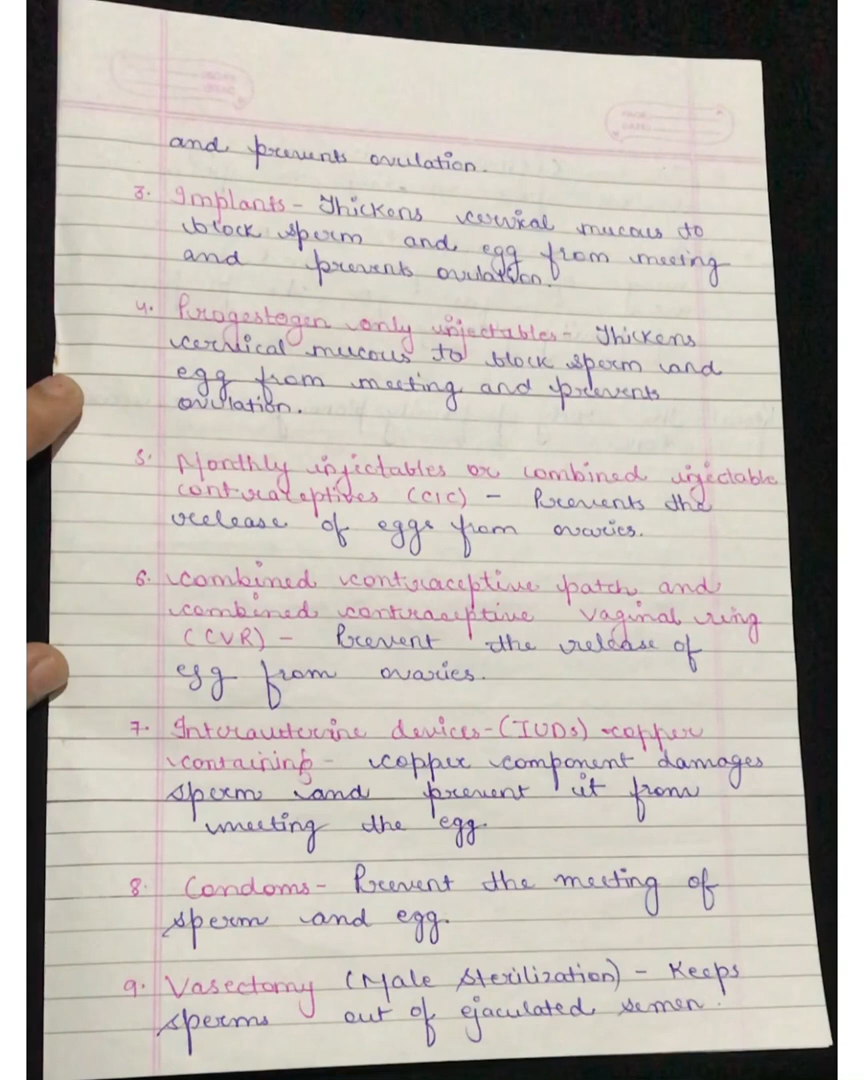 and prevents ovulation.
3. Implants - Thickens cervical mucous to
block sperm and egg from meeting
and prevents ovulation.
4. Progestogen only injectables - Thickens
cervical mucous to block sperm and
egg from meeting and prevents
ovulation.
5. Monthly injectables or combined injectable
contraceptives (CIC) - Prevents the
release of eggs from ovaries.
6. combined contraceptive patch and
combined contraceptive vaginal ring
(CCVR) - Prevent the release of
egg from ovaries.
7. Intrauterine devices - (IUDs) - copper
containing - copper component damages
sperm and prevent it from
meeting the egg.
8. Condoms - Prevent the meeting of
sperm and egg.
9. Vasectomy (Male Sterilization) - Keeps
sperms out of ejaculated semen.